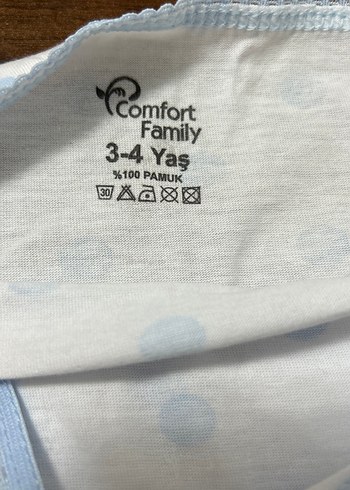 Comfort
Family
3-4 Yaş
%100 PAMUK
30